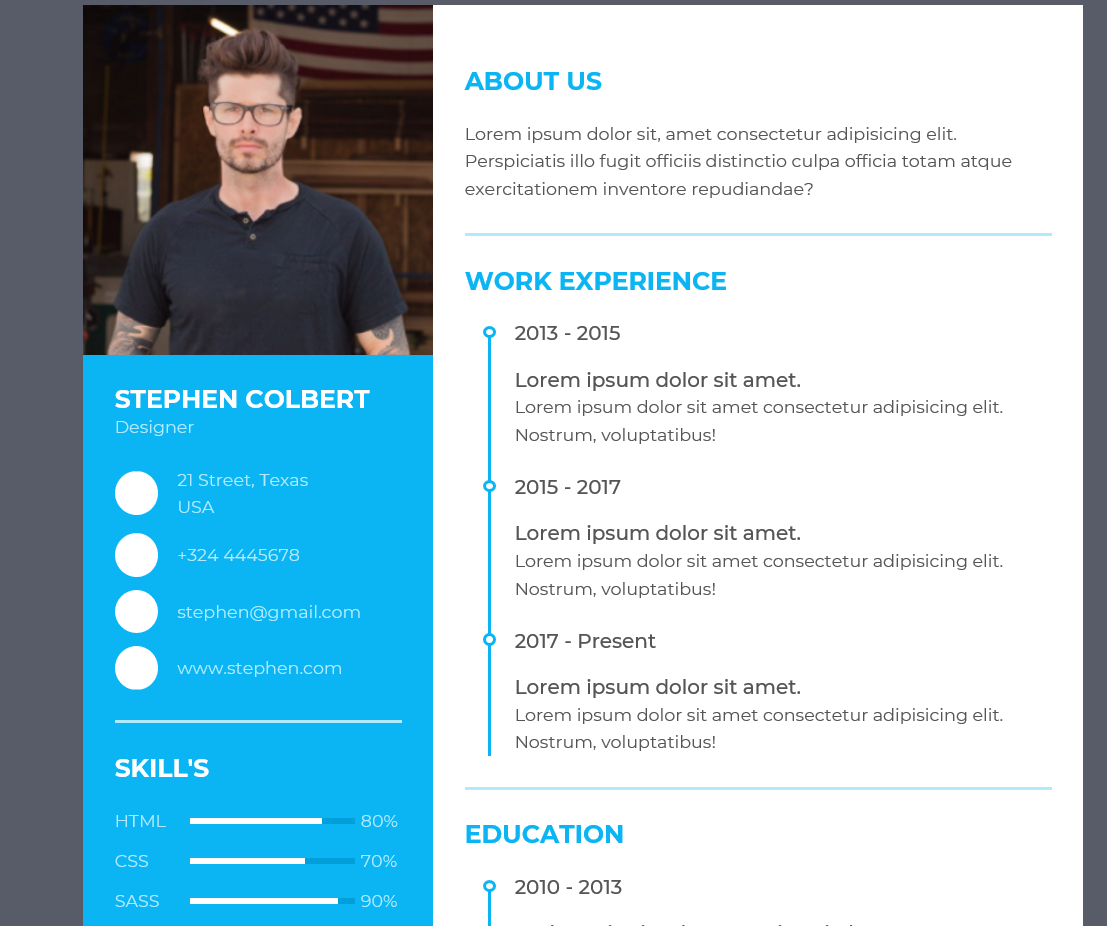 STEPHEN COLBERT
Designer
21 Street, Texas
USA
+324 4445678
stephen@gmail.com
www.stephen.com
SKILL'S
HTML 80%
CSS 70%
SASS 90%
ABOUT US
Lorem ipsum dolor sit, amet consectetur adipisicing elit.
Perspiciatis illo fugit officiis distinctio culpa officia totam atque
exercitationem inventore repudiandae?
WORK EXPERIENCE
2013 - 2015
Lorem ipsum dolor sit amet.
Lorem ipsum dolor sit amet consectetur adipisicing elit.
Nostrum, voluptatibus!
2015 - 2017
Lorem ipsum dolor sit amet.
Lorem ipsum dolor sit amet consectetur adipisicing elit.
Nostrum, voluptatibus!
2017 - Present
Lorem ipsum dolor sit amet.
Lorem ipsum dolor sit amet consectetur adipisicing elit.
Nostrum, voluptatibus!
EDUCATION
2010 - 2013